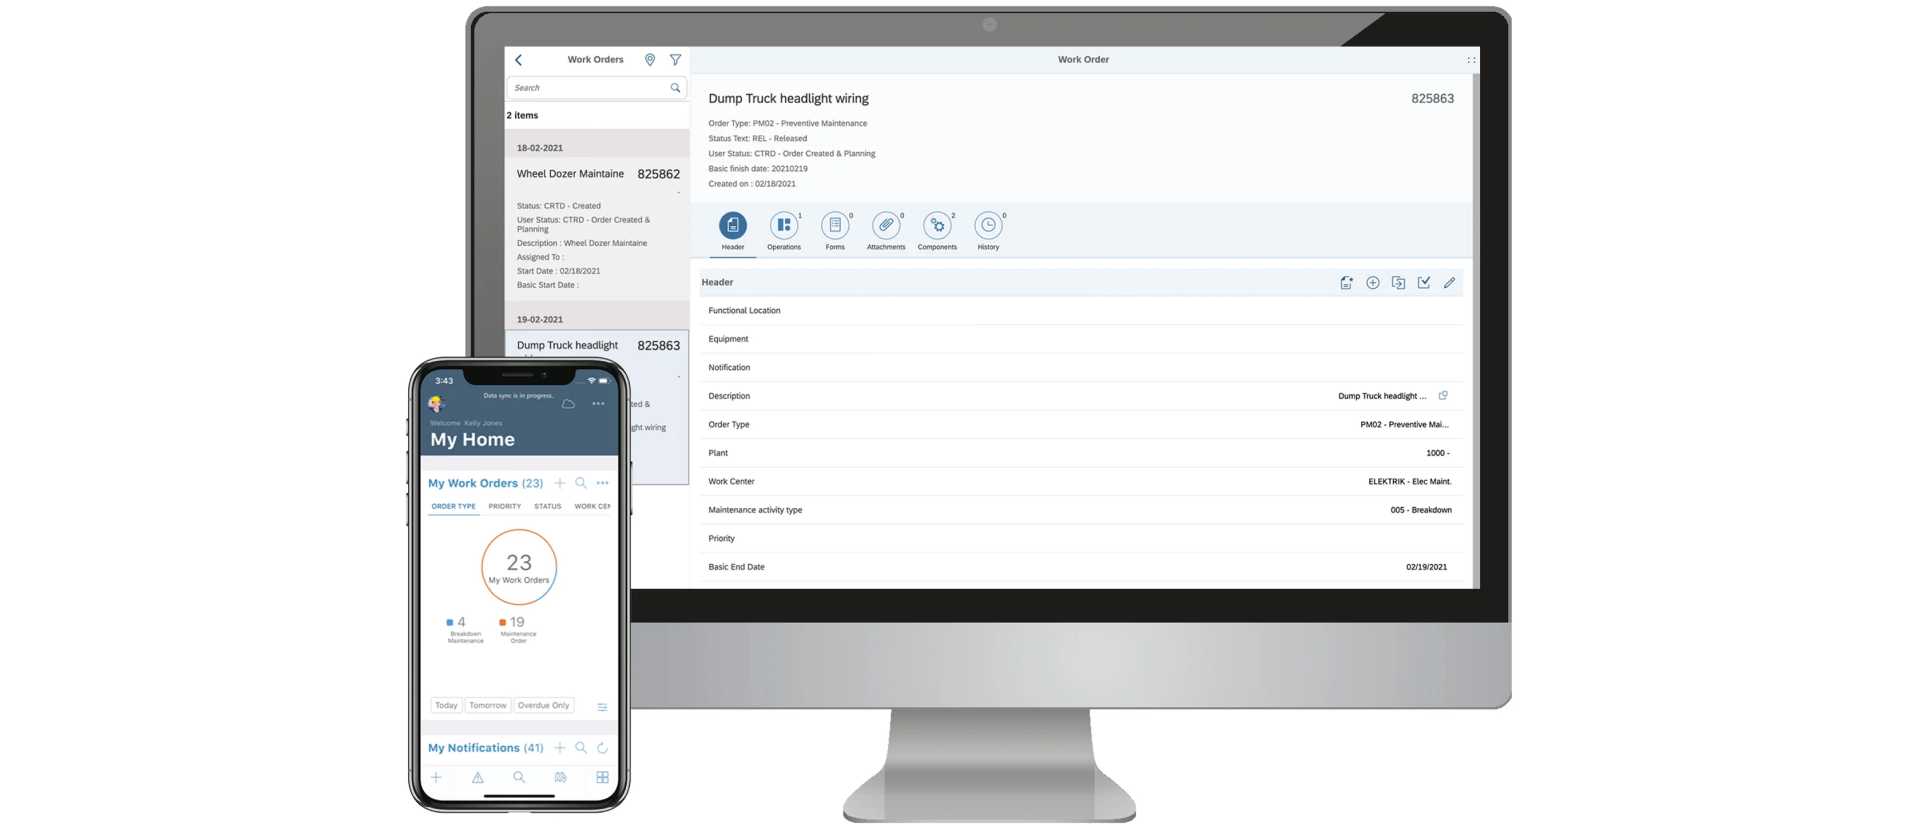 Work Orders
Search
2 items
18-02-2021
Wheel Dozer Maintaine 825862
Status: CRTD - Created
User Status: CTRD - Order Created &
Planning
Description : Wheel Dozer Maintaine
Assigned To :
Start Date : 02/18/2021
Basic Start Date :
19-02-2021
Dump Truck headlight 825863
ted &
ght wiring
Work Order
Dump Truck headlight wiring 825863
Order Type: PM02 - Preventive Maintenance
Status Text: REL - Released
User Status: CTRD - Order Created & Planning
Basic finish date: 20210219
Created on : 02/18/2021
1 0 0 2 0
Header Operations Forms Attachments Components History
Header
Functional Location
Equipment
Notification
Description Dump Truck headlight ...
Order Type PM02 - Preventive Mai...
Plant 1000 -
Work Center ELEKTRIK - Elec Maint.
Maintenance activity type 005 - Breakdown
Priority
Basic End Date 02/19/2021
3:43
Data sync is in progress..
Welcome Kelly Jones
My Home
My Work Orders (23)
ORDER TYPE PRIORITY STATUS WORK CEN
23
My Work Orders
4 19
Breakdown Maintenance
Maintenance Order
Today Tomorrow Overdue Only
My Notifications (41)